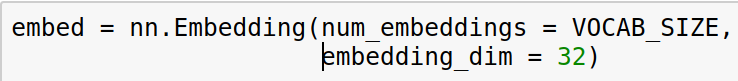 embed = nn.Embedding(num_embeddings = VOCAB_SIZE,
embedding_dim = 32)